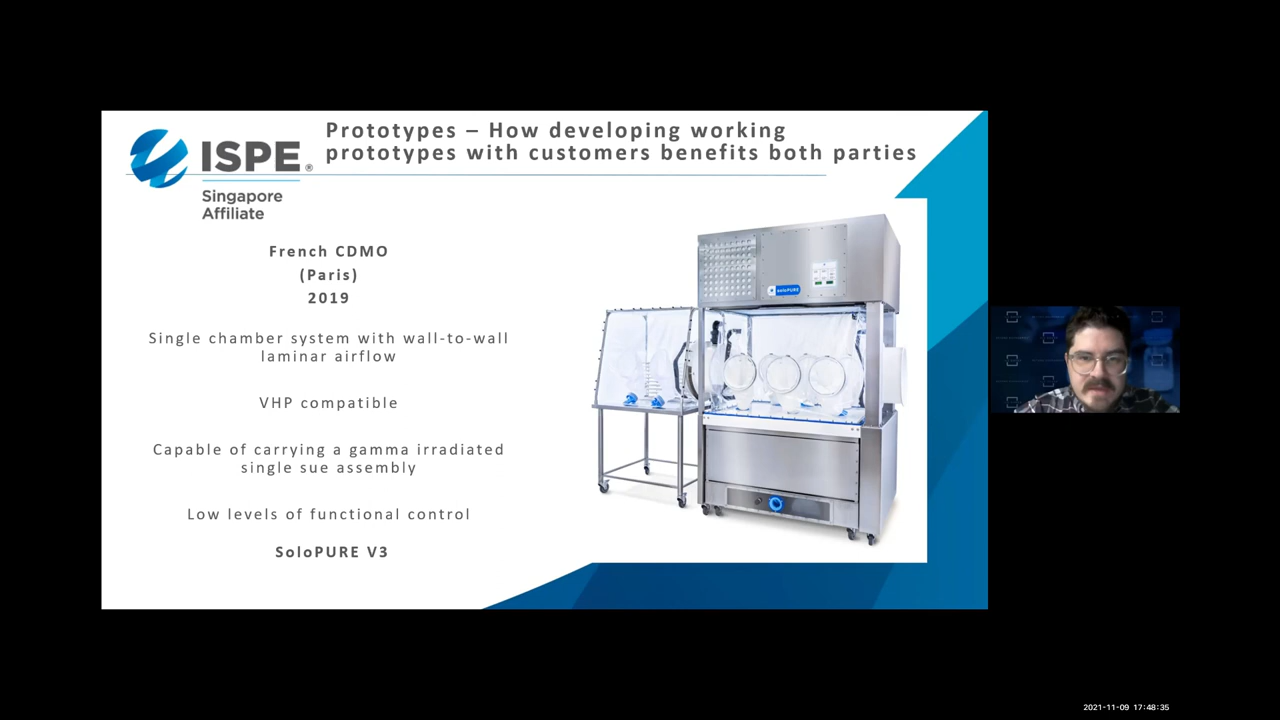 Prototypes – How developing working
prototypes with customers benefits both parties
ISPE®
Singapore
Affiliate
French CDMO
(Paris)
2019
Single chamber system with wall-to-wall
laminar airflow
VHP compatible
Capable of carrying a gamma irradiated
single sue assembly
Low levels of functional control
SoloPURE V3
soloPURE
2021-11-09 17:48:35